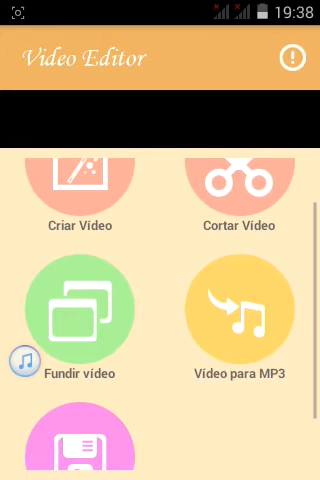 19:38
Video Editor
Criar Vídeo
Cortar Vídeo
Fundir vídeo
Vídeo para MP3